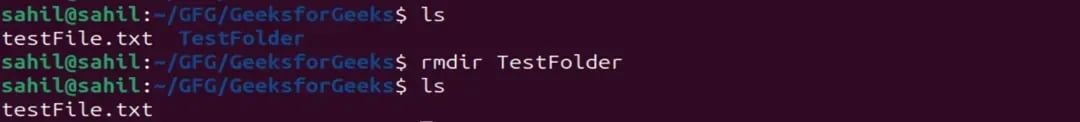 sahil@sahil:~/GFG/GeeksforGeeks$ ls
testFile.txt  TestFolder
sahil@sahil:~/GFG/GeeksforGeeks$ rmdir TestFolder
sahil@sahil:~/GFG/GeeksforGeeks$ ls
testFile.txt